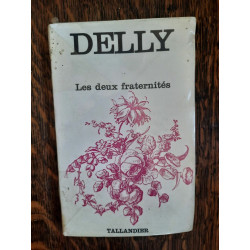 DELLY
Les deux fraternités
TALLANDIER